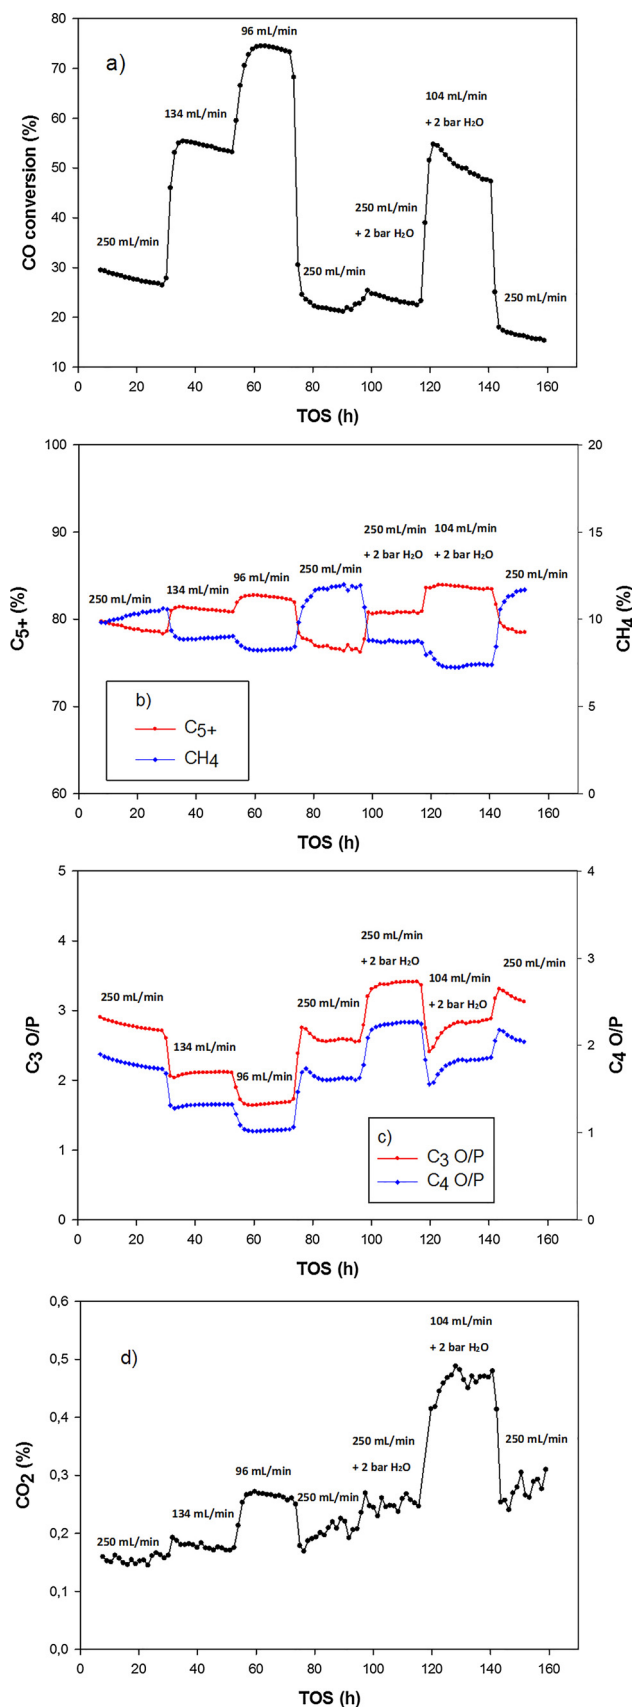 80
70
60
50
40
30
20
10
CO conversion (%)
a)
96 mL/min
134 mL/min
104 mL/min
+ 2 bar H₂O
250 mL/min
+ 2 bar H₂O
250 mL/min
250 mL/min
250 mL/min
0 20 40 60 80 100 120 140 160
TOS (h)
100
90
80
70
60
C5+ (%)
20
15
10
5
0
CH4 (%)
250 mL/min
134 mL/min
96 mL/min
250 mL/min
250 mL/min
+ 2 bar H₂O
104 mL/min
+ 2 bar H₂O
250 mL/min
b)
C5+
CH4
0 20 40 60 80 100 120 140 160
TOS (h)
5
4
3
2
1
0
C3 O/P
4
3
2
1
0
C4 O/P
250 mL/min
134 mL/min
96 mL/min
250 mL/min
250 mL/min
+ 2 bar H₂O
104 mL/min
+ 2 bar H₂O
250 mL/min
c)
C3 O/P
C4 O/P
0 20 40 60 80 100 120 140 160
TOS (h)
0,6
0,5
0,4
0,3
0,2
0,1
0,0
CO2 (%)
d)
104 mL/min
+ 2 bar H₂O
250 mL/min
+ 2 bar H₂O
250 mL/min
96 mL/min
250 mL/min
134 mL/min
250 mL/min
0 20 40 60 80 100 120 140 160
TOS (h)